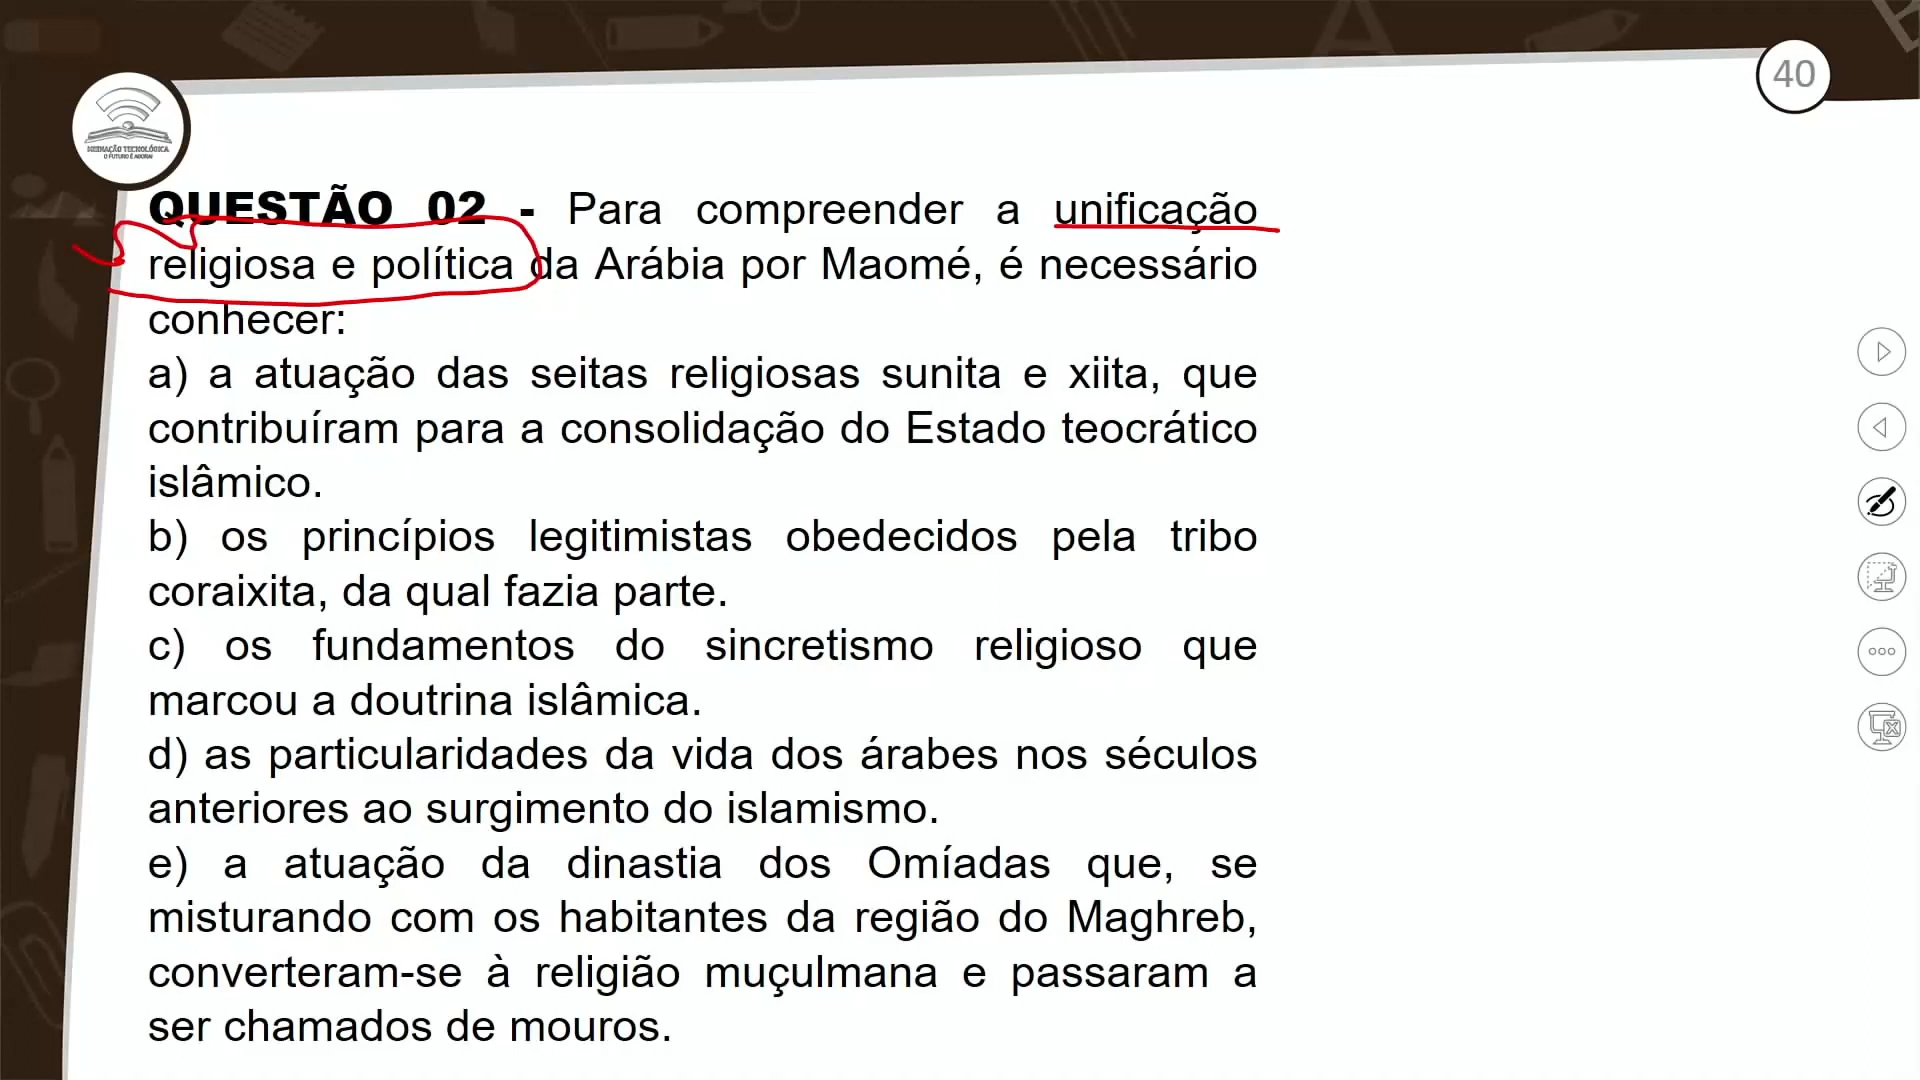 40
MEDIAÇÃO TECNOLÓGICA
O FUTURO É AGORA!
QUESTÃO 02 - Para compreender a unificação
religiosa e política da Arábia por Maomé, é necessário
conhecer:
a) a atuação das seitas religiosas sunita e xiita, que
contribuíram para a consolidação do Estado teocrático
islâmico.
b) os princípios legitimistas obedecidos pela tribo
coraixita, da qual fazia parte.
c) os fundamentos do sincretismo religioso que
marcou a doutrina islâmica.
d) as particularidades da vida dos árabes nos séculos
anteriores ao surgimento do islamismo.
e) a atuação da dinastia dos Omíadas que, se
misturando com os habitantes da região do Maghreb,
converteram-se à religião muçulmana e passaram a
ser chamados de mouros.